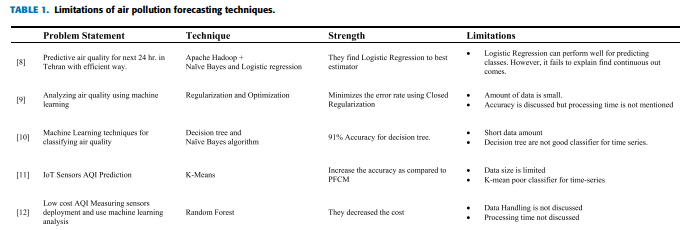 TABLE 1. Limitations of air pollution forecasting techniques.
Problem Statement Technique Strength Limitations
[8] Predictive air quality for next 24 hr. in Tehran with efficient way.
Apache Hadoop +
Naïve Bayes and Logistic regression
They find Logistic Regression to best
estimator
• Logistic Regression can perform well for predicting
classes. However, it fails to explain find continuous out
comes.
[9] Analyzing air quality using machine
learning
Regularization and Optimization
Minimizes the error rate using Closed
Regularization
• Amount of data is small.
• Accuracy is discussed but processing time is not mentioned
[10] Machine Learning techniques for
classifying air quality
Decision tree and
Naïve Bayes algorithm
91% Accuracy for decision tree.
• Short data amount
• Decision tree are not good classifier for time series.
[11] IoT Sensors AQI Prediction
K-Means
Increase the accuracy as compared to
PFCM
• Data size is limited
• K-mean poor classifier for time-series
[12] Low cost AQI Measuring sensors
deployment and use machine learning
analysis
Random Forest
They decreased the cost
• Data Handling is not discussed
• Processing time not discussed